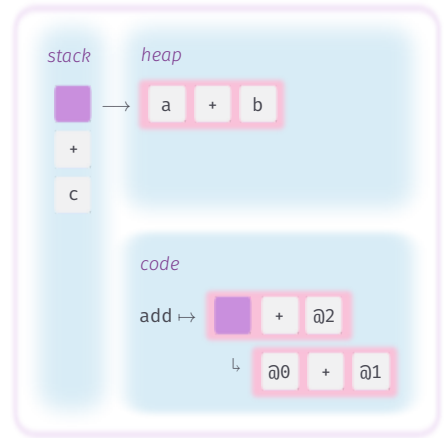 stack
+
c
heap
a + b
code
add ↦ + @2
↳ @0 + @1